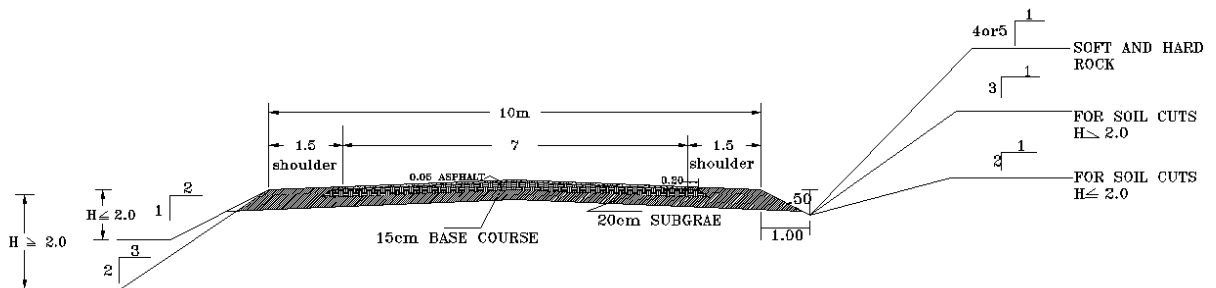 1
4or5
SOFT AND HARD
ROCK
1
3
10m
FOR SOIL CUTS
H≥ 2.0
1.5
7
1.5
shoulder
shoulder
1
2
FOR SOIL CUTS
H≤ 2.0
0.05 ASPHALT
0.20
2
1
H≤ 2.0
.50
20cm SUBGRAE
15cm BASE COURSE
1.00
H ≥ 2.0
3
2